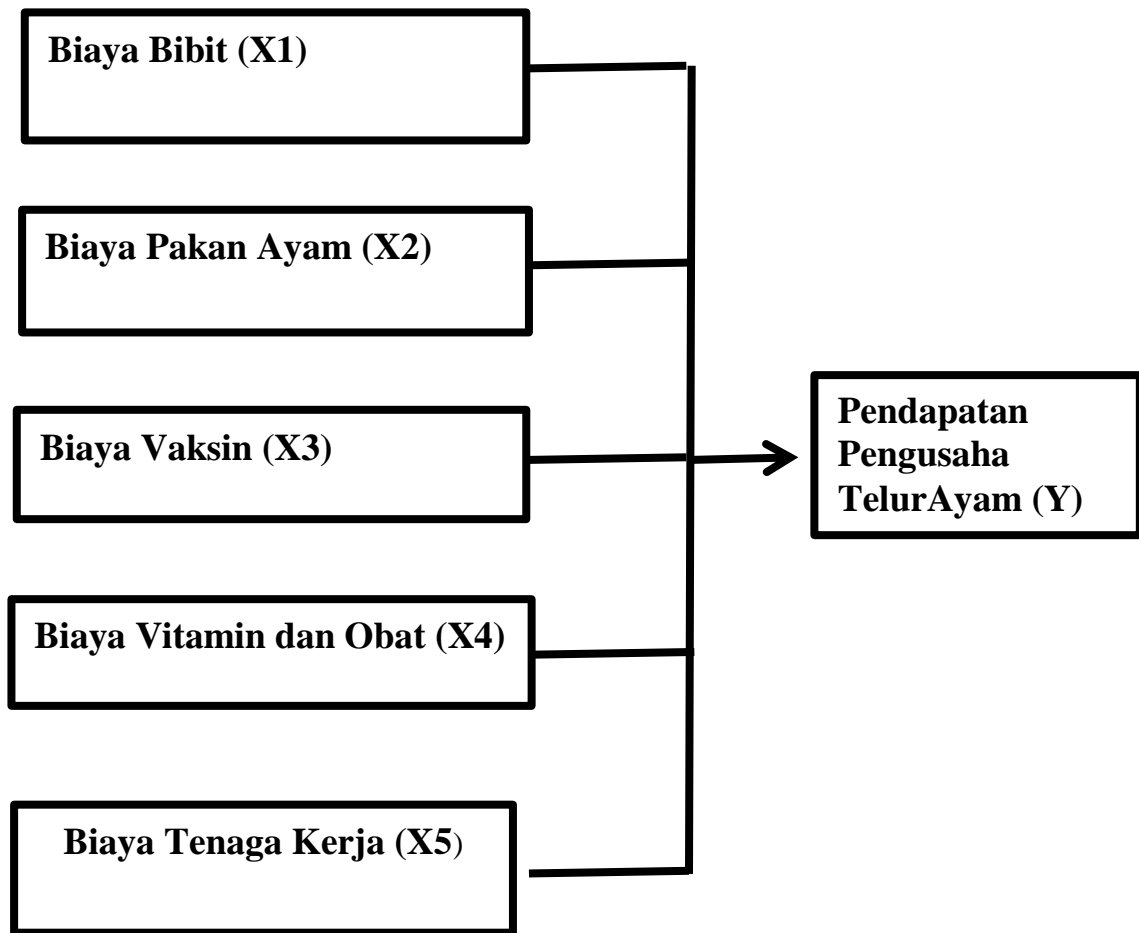 Biaya Bibit (X1)
Biaya Pakan Ayam (X2)
Biaya Vaksin (X3)
Biaya Vitamin dan Obat (X4)
Biaya Tenaga Kerja (X5)
Pendapatan
Pengusaha
TelurAyam (Y)